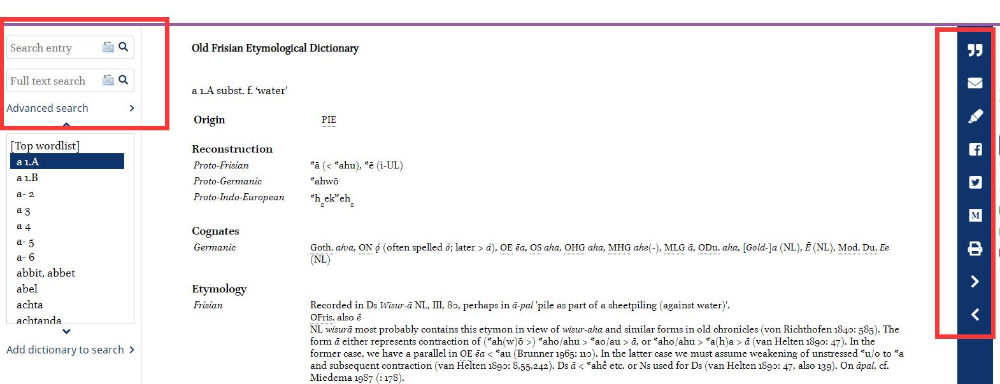 Search entry
Full text search
Advanced search
[Top wordlist]
a 1.A
a 1.B
a- 2
a 3
a 4
a- 5
a- 6
abbit, abbet
abel
achta
achtanda
Add dictionary to search
Old Frisian Etymological Dictionary
a 1.A subst. f. ‘water’
Origin PIE
Reconstruction
Proto-Frisian *ā (< *ahu), *ē (i-UL)
Proto-Germanic *ahwō
Proto-Indo-European *h₂ekʷeh₂
Cognates
Germanic Goth. aƕa, ON ǫ́ (often spelled ó; later > á), OE ēa, OS aha, OHG aha, MHG ahe(-), MLG ā, ODu. aha, [Gold-]a (NL), Ē (NL), Mod. Du. Ee
(NL)
Etymology
Frisian Recorded in Ds Wisur-ā NL, III, 80, perhaps in ā-pal 'pile as part of a sheetpiling (against water)'.
OFris. also ē
NL wisurā most probably contains this etymon in view of wisur-aha and similar forms in old chronicles (von Richthofen 1840: 585). The
form ā either represents contraction of (*ah(w)ō >) *aho/ahu > *ao/au > ā, or *aho/ahu > *a(h)a > ā (van Helten 1890: 47). In the
former case, we have a parallel in OE ēa < *au (Brunner 1965: 110). In the latter case we must assume weakening of unstressed *u/o to *a
and subsequent contraction (van Helten 1890: 8,55,242). Ds ā < *ahē̆ etc. or Ns used for Ds (van Helten 1890: 47, also 139). On āpal, cf.
Miedema 1987 (: 178).
M